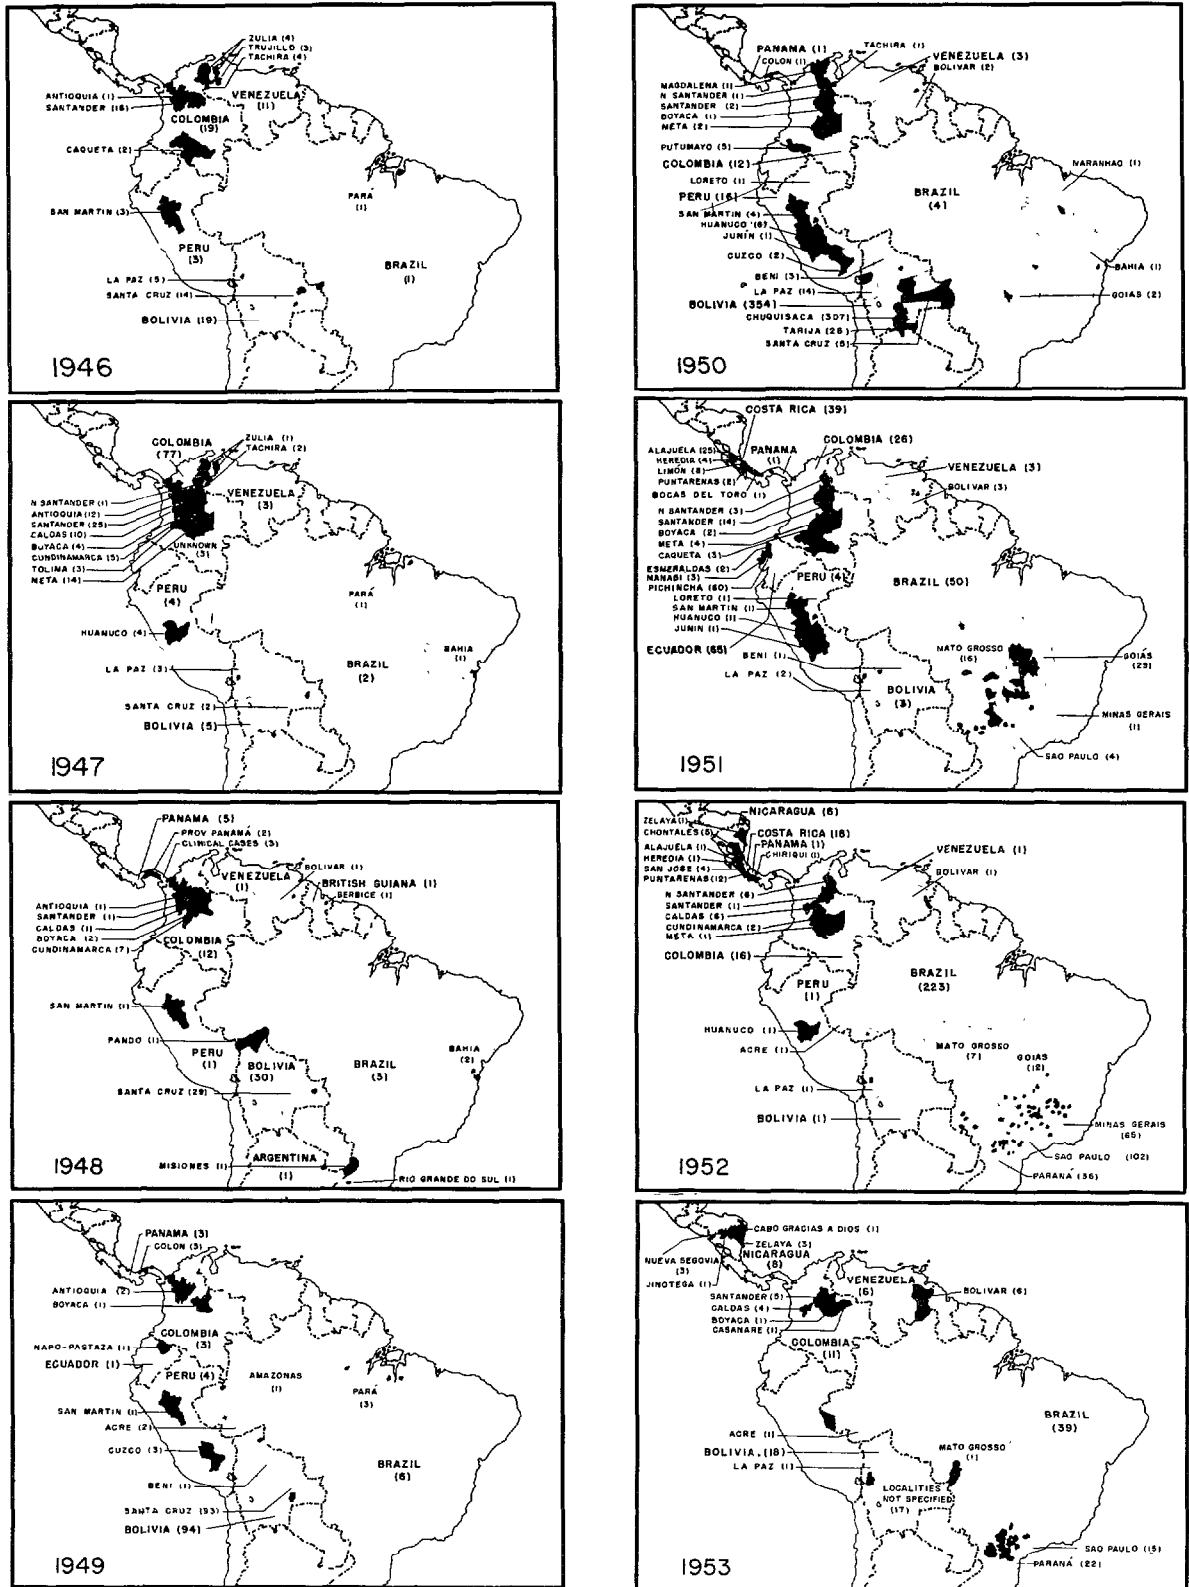 ZULIA (4)
TRUJILLO (3)
TACHIRA (4)
ANTIOQUIA (1)
SANTANDER (18)
VENEZUELA
(11)
COLOMBIA
(19)
CAQUETA (2)
PARÁ
(1)
SAN MARTIN (3)
PERU
(3)
BRAZIL
(1)
LA PAZ (5)
SANTA CRUZ (14)
BOLIVIA (19)
1946
COLOMBIA
(77)
ZULIA (1)
TACHIRA (2)
VENEZUELA
(3)
N SANTANDER (1)
ANTIOQUIA (12)
SANTANDER (25)
CALDAS (10)
BOYACA (4)
CUNDINAMARCA (5)
TOLIMA (3)
META (14)
UNKNOWN
(3)
PERU
(4)
PARÁ
(1)
HUANUCO (4)
BAHIA
(1)
LA PAZ (3)
BRAZIL
(2)
SANTA CRUZ (2)
BOLIVIA (5)
1947
PANAMA (5)
PROV PANAMÁ (2)
CLINICAL CASES (3)
VENEZUELA
(1)
BOLIVAR (1)
BRITISH GUIANA (1)
BERBICE (1)
ANTIOQUIA (1)
SANTANDER (1)
CALDAS (1)
BOYACA (2)
CUNDINAMARCA (7)
COLOMBIA
(12)
SAN MARTIN (1)
PANDO (1)
PERU
(1)
BOLIVIA
(30)
BRAZIL
(3)
BAHIA
(2)
SANTA CRUZ (29)
MISIONES (1)
ARGENTINA
(1)
RIO GRANDE DO SUL (1)
1948
PANAMA (3)
COLON (3)
ANTIOQUIA (2)
BOYACA (1)
COLOMBIA
(3)
NAPO-PASTAZA (1)
ECUADOR (1)
PERU (4)
AMAZONAS
(1)
PARÁ
(3)
SAN MARTIN (1)
ACRE (2)
CUZCO (3)
BENI (1)
BRAZIL
(6)
SANTA CRUZ (93)
BOLIVIA (94)
1949
PANAMA (1)
COLON (1)
TACHIRA (1)
VENEZUELA (3)
BOLIVAR (2)
MAGDALENA (1)
N SANTANDER (1)
SANTANDER (2)
BOYACA (1)
META (2)
PUTUMAYO (5)
COLOMBIA (12)
LORETO (1)
PERU (16)
NARANHAO (1)
BRAZIL
(4)
SAN MARTIN (4)
HUANUCO (6)
JUNÍN (1)
CUZCO (2)
BENI (3)
LA PAZ (14)
BOLIVIA (354)
CHUQUISACA (307)
TARIJA (26)
SANTA CRUZ (5)
BAHIA (1)
GOIAS (2)
1950
COSTA RICA (39)
ALAJUELA (25)
HEREDIA (4)
LIMÓN (8)
PUNTARENAS (2)
BOCAS DEL TORO (1)
PANAMA
(1)
COLOMBIA (26)
VENEZUELA (3)
BOLIVAR (3)
N SANTANDER (3)
SANTANDER (14)
BOYACA (2)
META (4)
CAQUETA (3)
ESMERALDAS (2)
MANABI (3)
PICHINCHA (60)
PERU (4)
BRAZIL (50)
LORETO (1)
SAN MARTIN (1)
HUANUCO (1)
JUNIN (1)
ECUADOR (65)
BENI (1)
LA PAZ (2)
MATO GROSSO
(16)
GOIÁS
(29)
BOLIVIA
(3)
MINAS GERAIS
(1)
SAO PAULO (4)
1951
NICARAGUA (6)
ZELAYA (1)
CHONTALES (5)
COSTA RICA (18)
ALAJUELA (1)
HEREDIA (1)
SAN JOSE (4)
PUNTARENAS (12)
PANAMA (1)
CHIRIQUI (1)
VENEZUELA (1)
BOLIVAR (1)
N SANTANDER (6)
SANTANDER (1)
CALDAS (6)
CUNDINAMARCA (2)
META (1)
COLOMBIA (16)
BRAZIL
(223)
PERU
(1)
HUANUCO (1)
ACRE (1)
MATO GROSSO
(7)
GOIAS
(12)
LA PAZ (1)
BOLIVIA (1)
MINAS GERAIS
(65)
SAO PAULO (102)
PARANÁ (36)
1952
CABO GRACIAS A DIOS (1)
ZELAYA (3)
NICARAGUA
(8)
NUEVA SEGOVIA
(3)
JINOTEGA (1)
VENEZUELA
(6)
BOLIVAR (6)
SANTANDER (5)
CALDAS (4)
BOYACA (1)
CASANARE (1)
COLOMBIA
(11)
ACRE (1)
BRAZIL
(39)
BOLIVIA. (18)
LA PAZ (1)
MATO GROSSO
(1)
LOCALITIES
NOT SPECIFIED
(17)
SAO PAULO (15)
PARANÁ (22)
1953